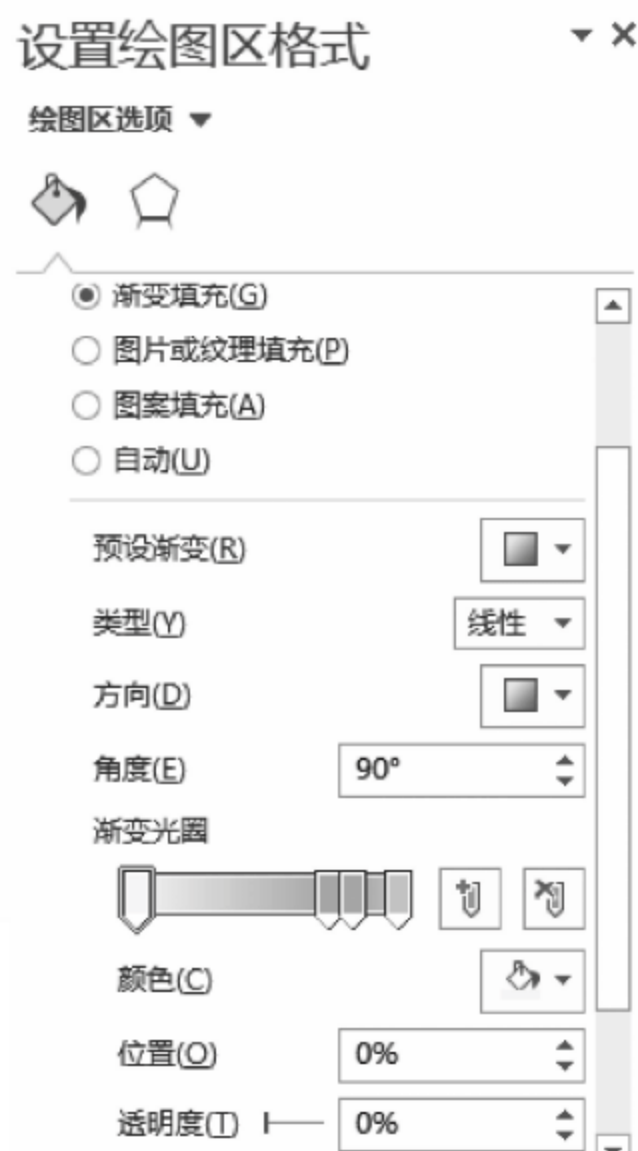 设置绘图区格式
绘图区选项
渐变填充(G)
图片或纹理填充(P)
图案填充(A)
自动(U)
预设渐变(R)
类型(Y) 线性
方向(D)
角度(E) 90°
渐变光圈
颜色(C)
位置(O) 0%
透明度(T) 0%